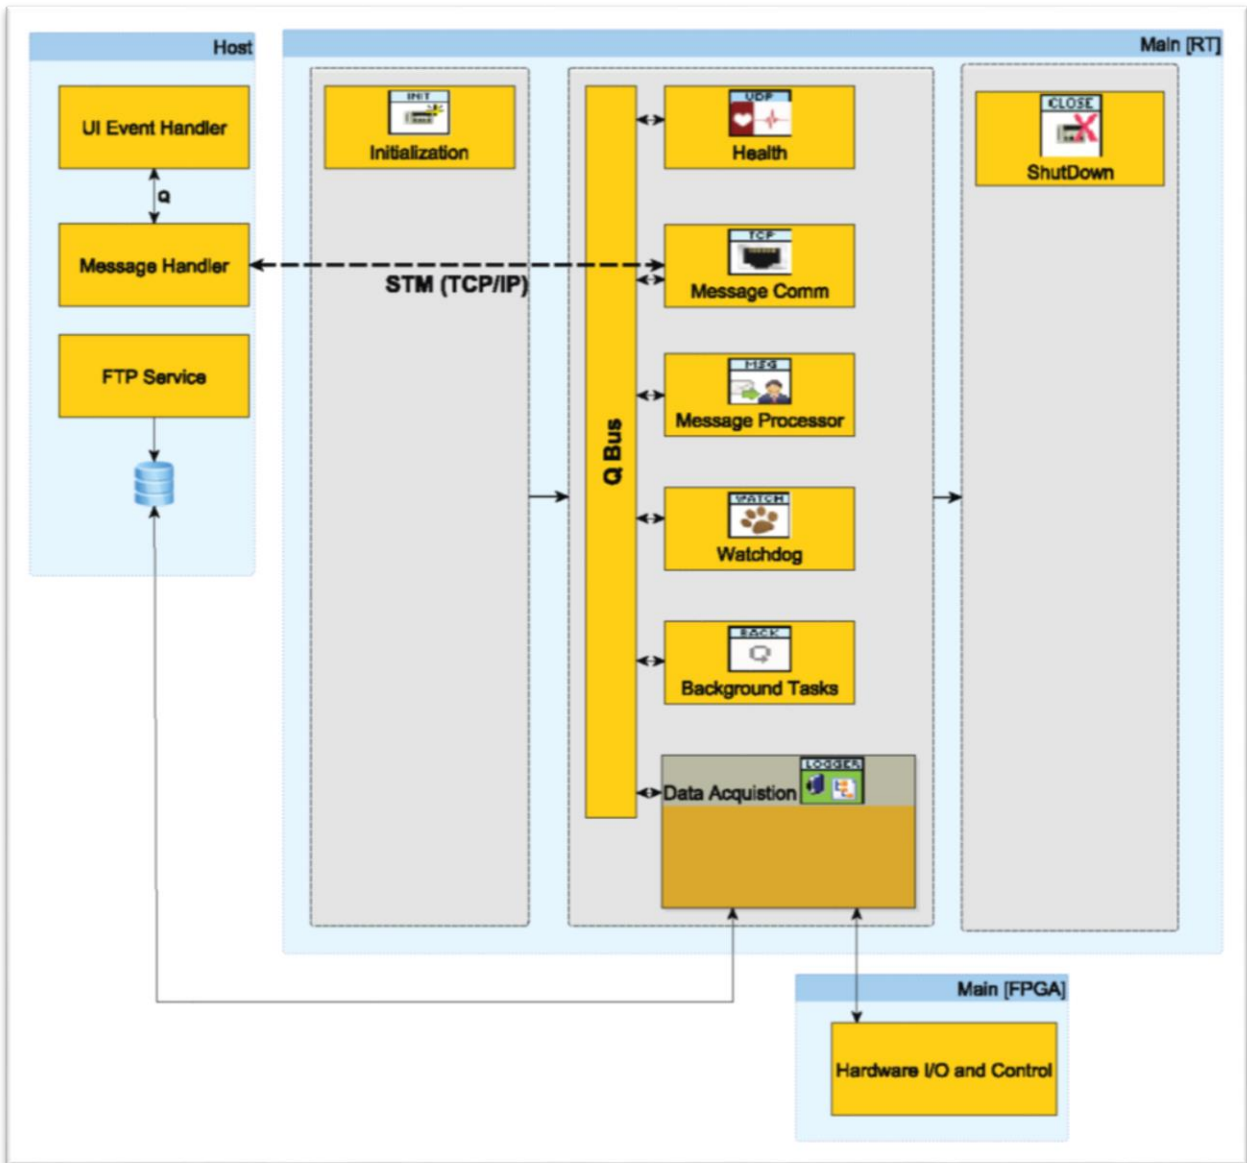 Host
UI Event Handler
Q
Message Handler
FTP Service
Main [RT]
INIT
Initialization
STM (TCP/IP)
Q Bus
UDP
Health
TCP
Message Comm
MSG
Message Processor
WATCH
Watchdog
BACK
Background Tasks
LOGGER
Data Acquistion
CLOSE
ShutDown
Main [FPGA]
Hardware I/O and Control